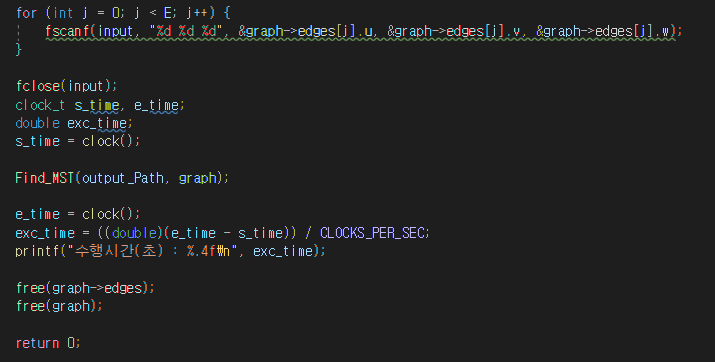 for (int j = 0; j < E; j++) {
fscanf(input, "%d %d %d", &graph->edges[j].u, &graph->edges[j].v, &graph->edges[j].w);
}
fclose(input);
clock_t s_time, e_time;
double exc_time;
s_time = clock();
Find_MST(output_Path, graph);
e_time = clock();
exc_time = ((double)(e_time - s_time)) / CLOCKS_PER_SEC;
printf("수행시간(초) : %.4f₩n", exc_time);
free(graph->edges);
free(graph);
return 0;